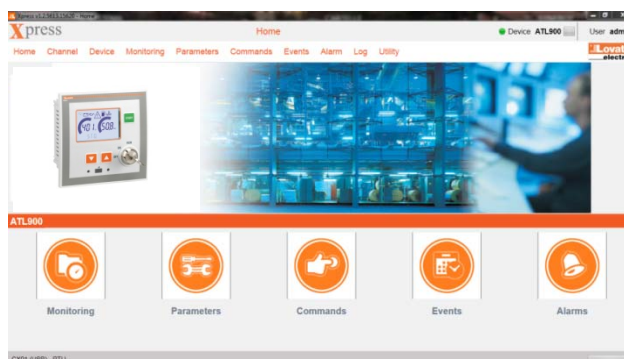 Xpress
Home
Device ATL900
User adm
Home Channel Device Monitoring Parameters Commands Events Alarm Log Utility
Lovat
electr
ATL900
Monitoring
Parameters
Commands
Events
Alarms